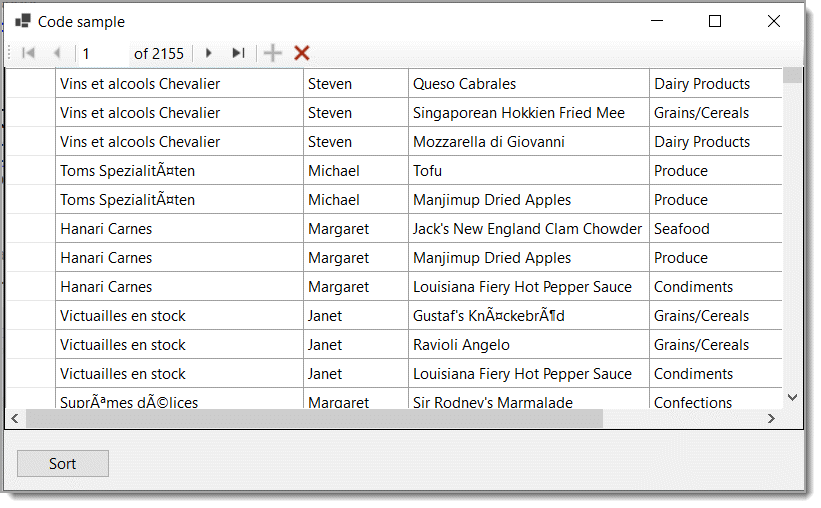 Code sample
1 of 2155
Vins et alcools Chevalier Steven Queso Cabrales Dairy Products
Vins et alcools Chevalier Steven Singaporean Hokkien Fried Mee Grains/Cereals
Vins et alcools Chevalier Steven Mozzarella di Giovanni Dairy Products
Toms SpezialitÃ¤ten Michael Tofu Produce
Toms SpezialitÃ¤ten Michael Manjimup Dried Apples Produce
Hanari Carnes Margaret Jack's New England Clam Chowder Seafood
Hanari Carnes Margaret Manjimup Dried Apples Produce
Hanari Carnes Margaret Louisiana Fiery Hot Pepper Sauce Condiments
Victuailles en stock Janet Gustaf's KnÃ¤ckebrÃ¶d Grains/Cereals
Victuailles en stock Janet Ravioli Angelo Grains/Cereals
Victuailles en stock Janet Louisiana Fiery Hot Pepper Sauce Condiments
SuprÃªmes dÃ©lices Margaret Sir Rodney's Marmalade Confections
Sort